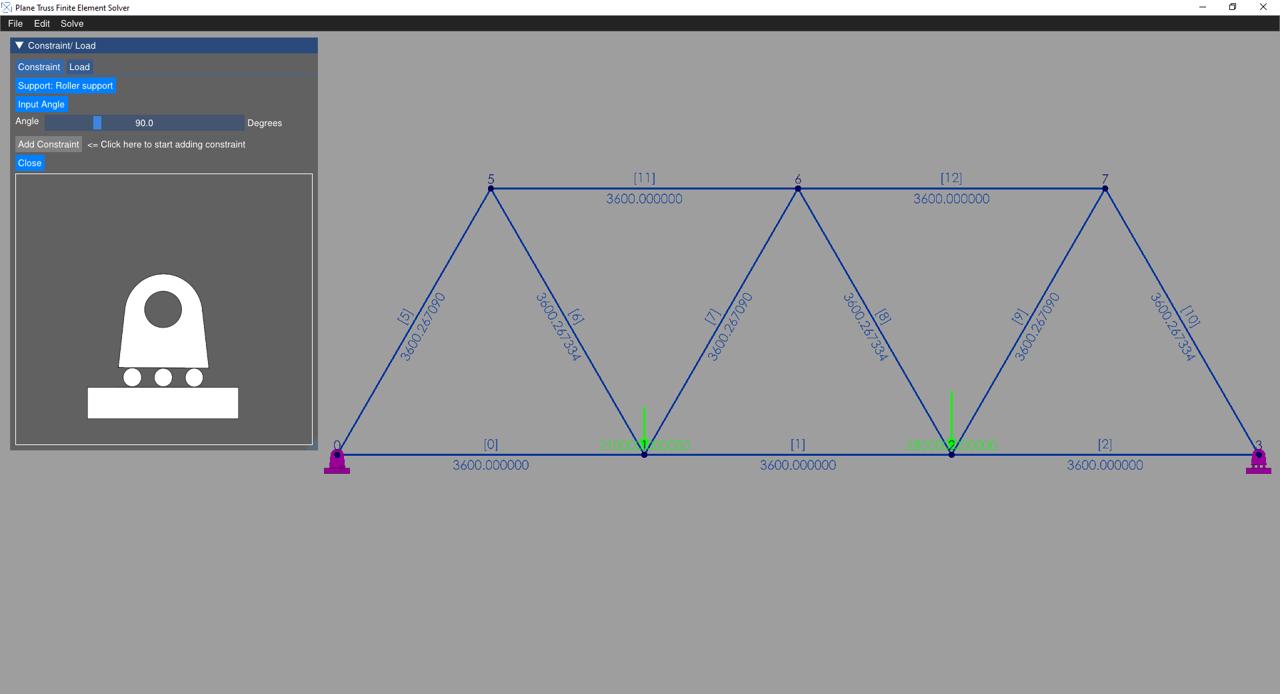 Plane Truss Finite Element Solver
File Edit Solve
Constraint/ Load
Constraint Load
Support: Roller support
Input Angle
Angle 90.0 Degrees
Add Constraint <= Click here to start adding constraint
Close
5 [11] 6 [12] 7
3600.000000 3600.000000
[5] [6] [7] [8] [9] [10]
3600.267090 3600.267334 3600.267090 3600.267334 3600.267090 3600.267334
0 [0] [1] [2] 3
3600.000000 3600.000000 3600.000000